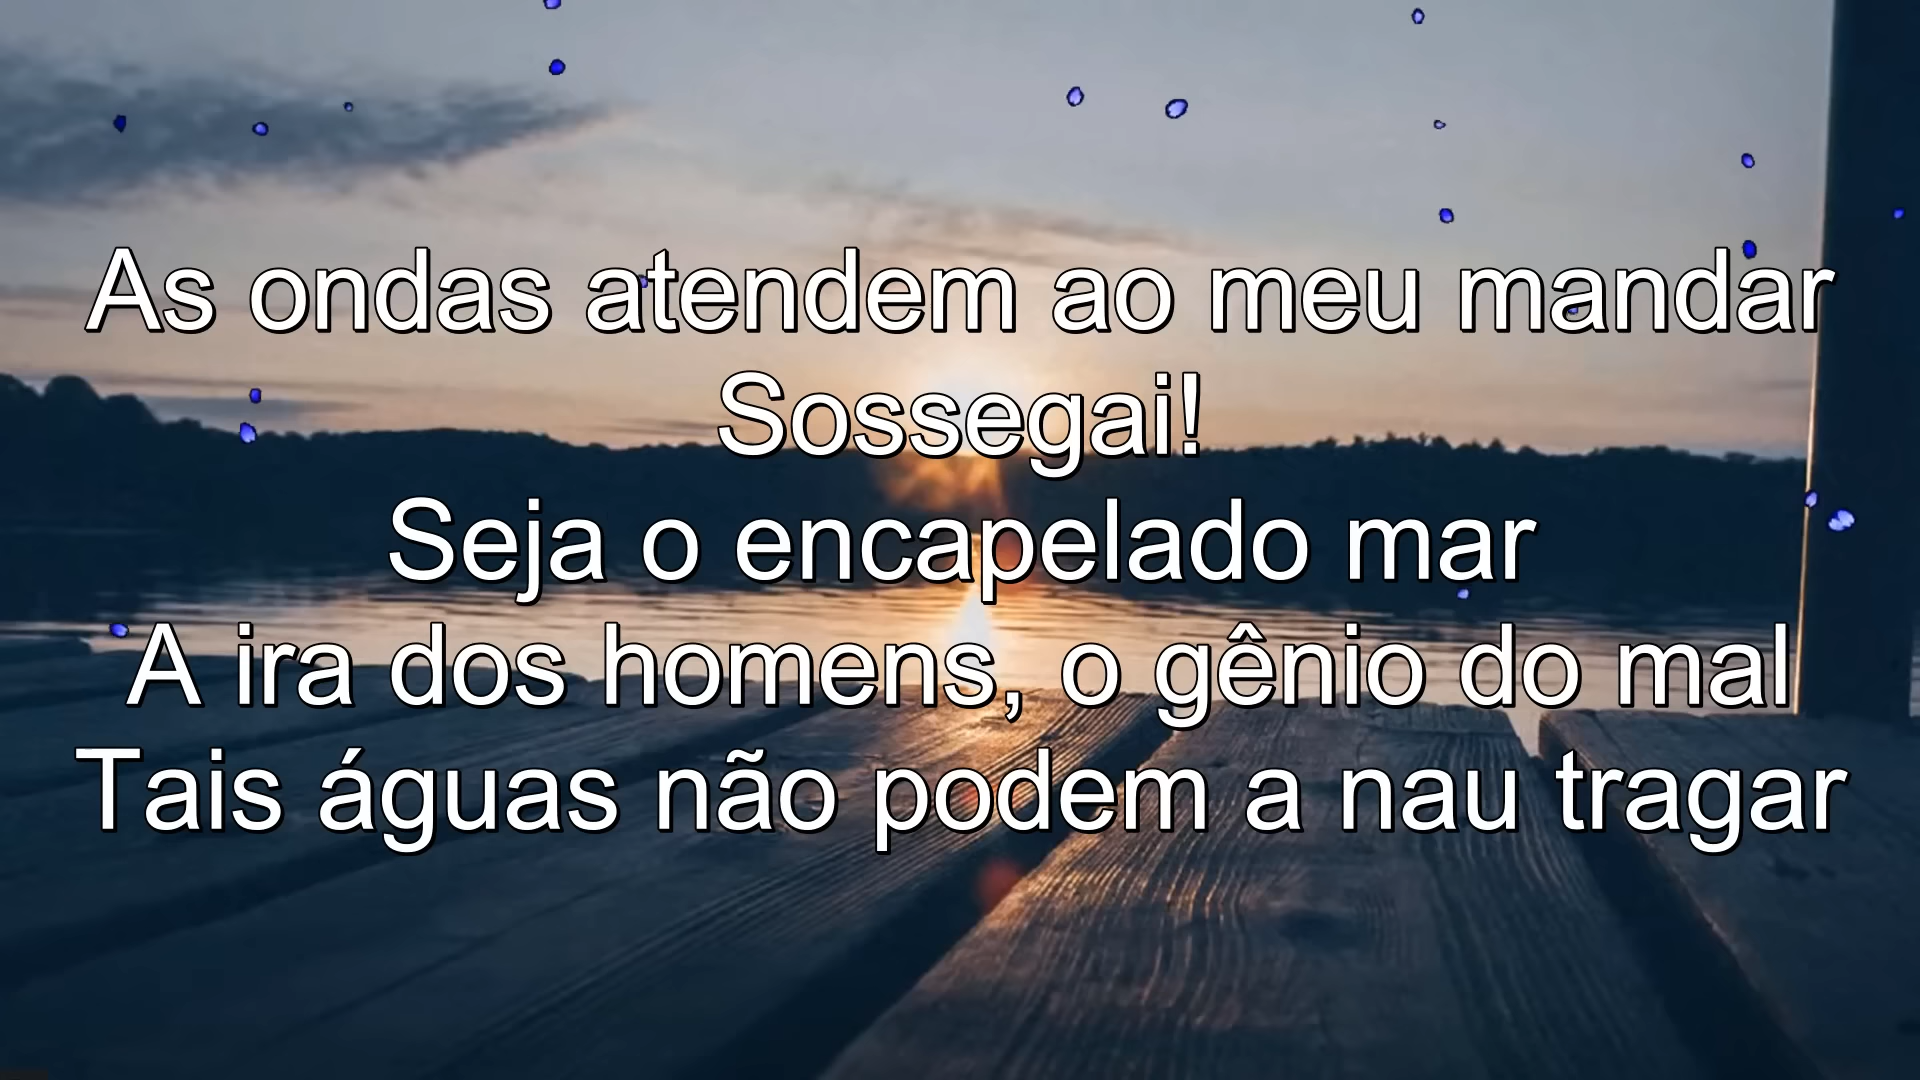 As ondas atendem ao meu mandar
Sossegai!
Seja o encapelado mar
A ira dos homens, o gênio do mal
Tais águas não podem a nau tragar